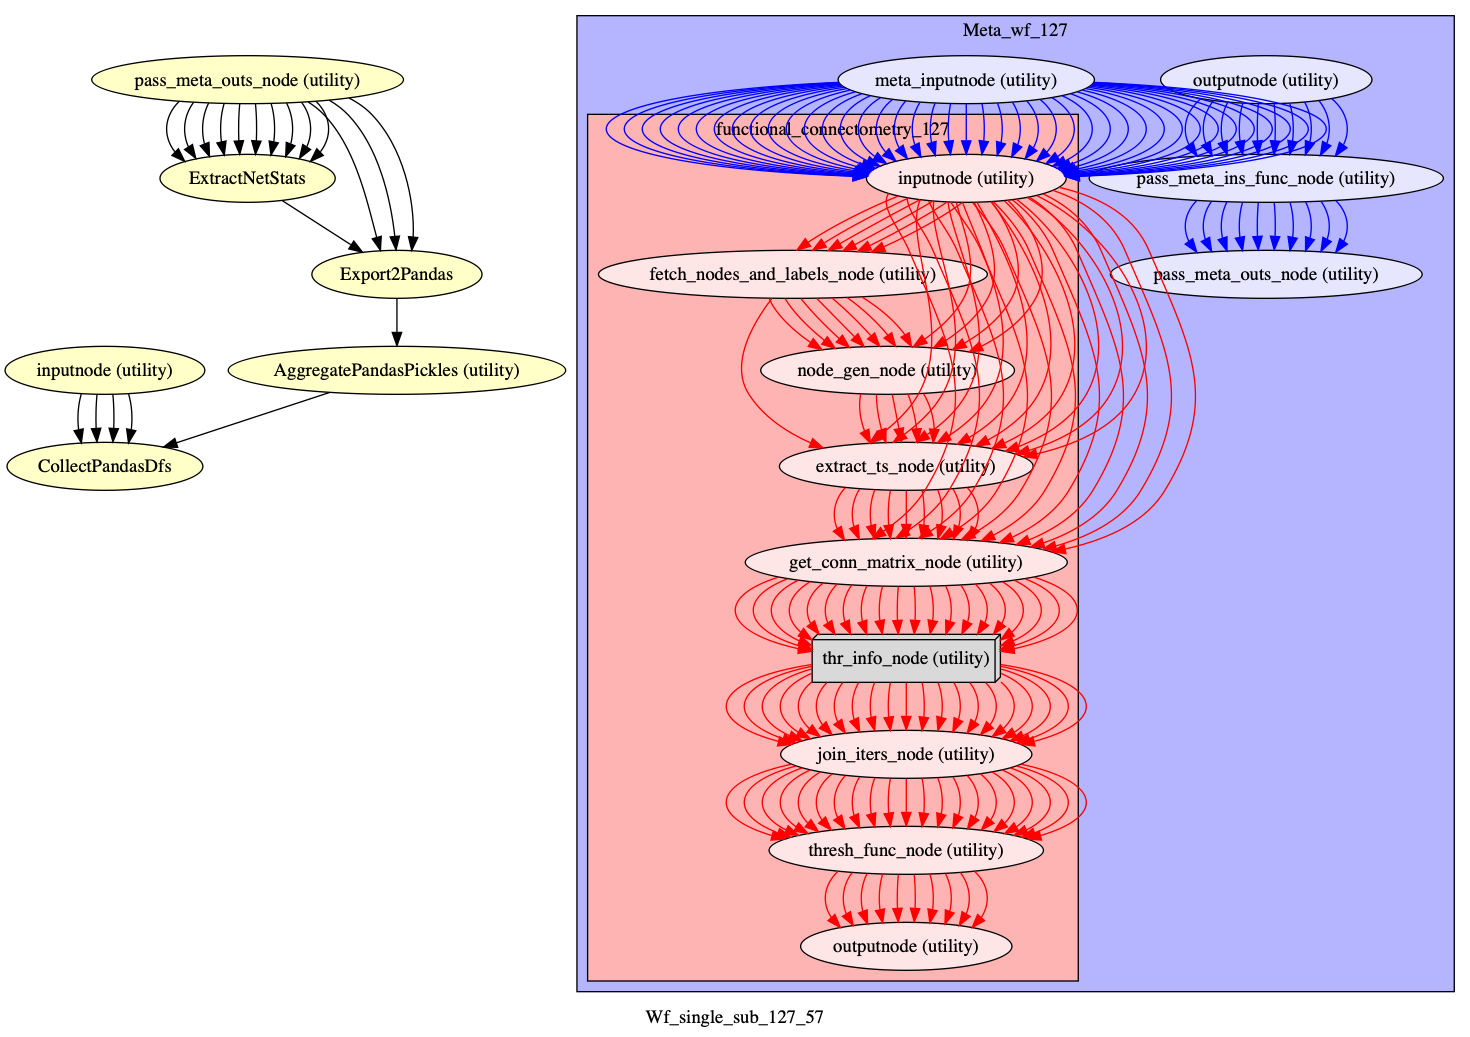 Meta_wf_127
pass_meta_outs_node (utility)
meta_inputnode (utility)
outputnode (utility)
functional_connectometry_127
ExtractNetStats
inputnode (utility)
pass_meta_ins_func_node (utility)
Export2Pandas
fetch_nodes_and_labels_node (utility)
pass_meta_outs_node (utility)
inputnode (utility)
AggregatePandasPickles (utility)
node_gen_node (utility)
CollectPandasDfs
extract_ts_node (utility)
get_conn_matrix_node (utility)
thr_info_node (utility)
join_iters_node (utility)
thresh_func_node (utility)
outputnode (utility)
Wf_single_sub_127_57